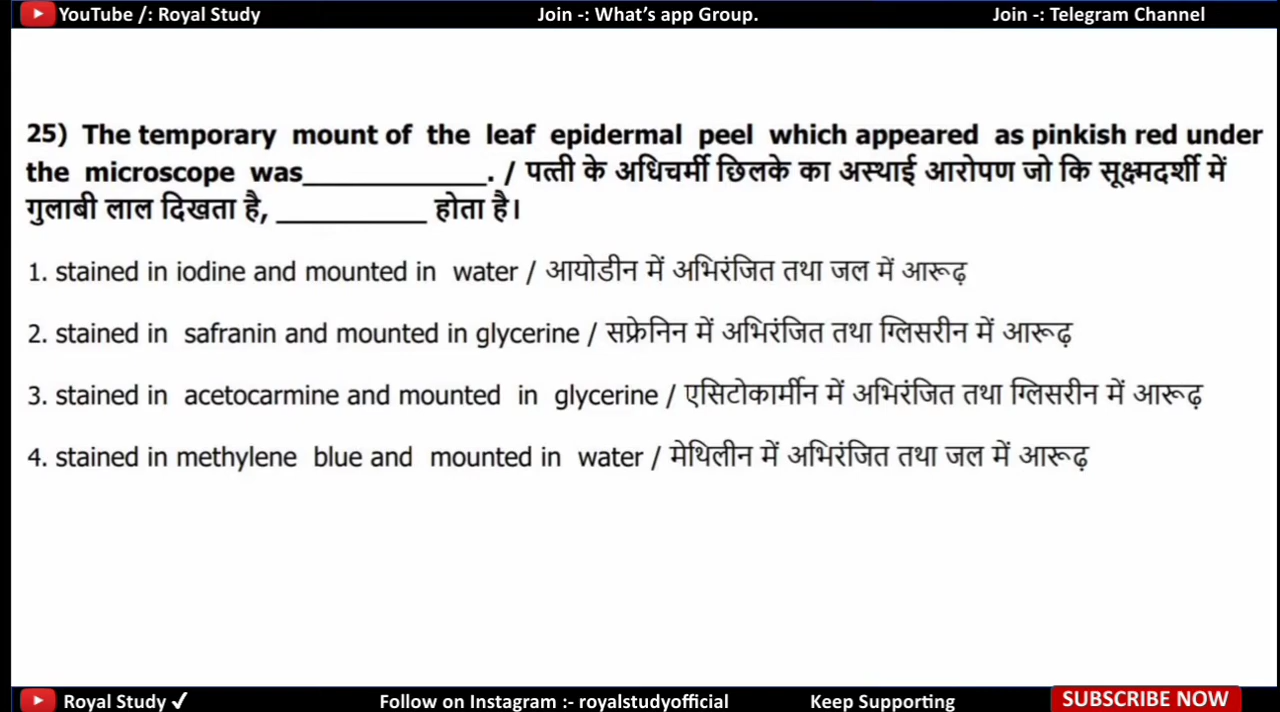 YouTube /: Royal Study Join -: What's app Group. Join -: Telegram Channel
25) The temporary mount of the leaf epidermal peel which appeared as pinkish red under
the microscope was____________. / पत्ती के अधिचर्मी छिलके का अस्थाई आरोपण जो कि सूक्ष्मदर्शी में
गुलाबी लाल दिखता है, __________ होता है।
1. stained in iodine and mounted in water / आयोडीन में अभिरंजित तथा जल में आरूढ़
2. stained in safranin and mounted in glycerine / सफ्रेनिन में अभिरंजित तथा ग्लिसरीन में आरूढ़
3. stained in acetocarmine and mounted in glycerine / एसिटोकार्मीन में अभिरंजित तथा ग्लिसरीन में आरूढ़
4. stained in methylene blue and mounted in water / मेथिलीन में अभिरंजित तथा जल में आरूढ़
Royal Study ✓ Follow on Instagram :- royalstudyofficial Keep Supporting SUBSCRIBE NOW